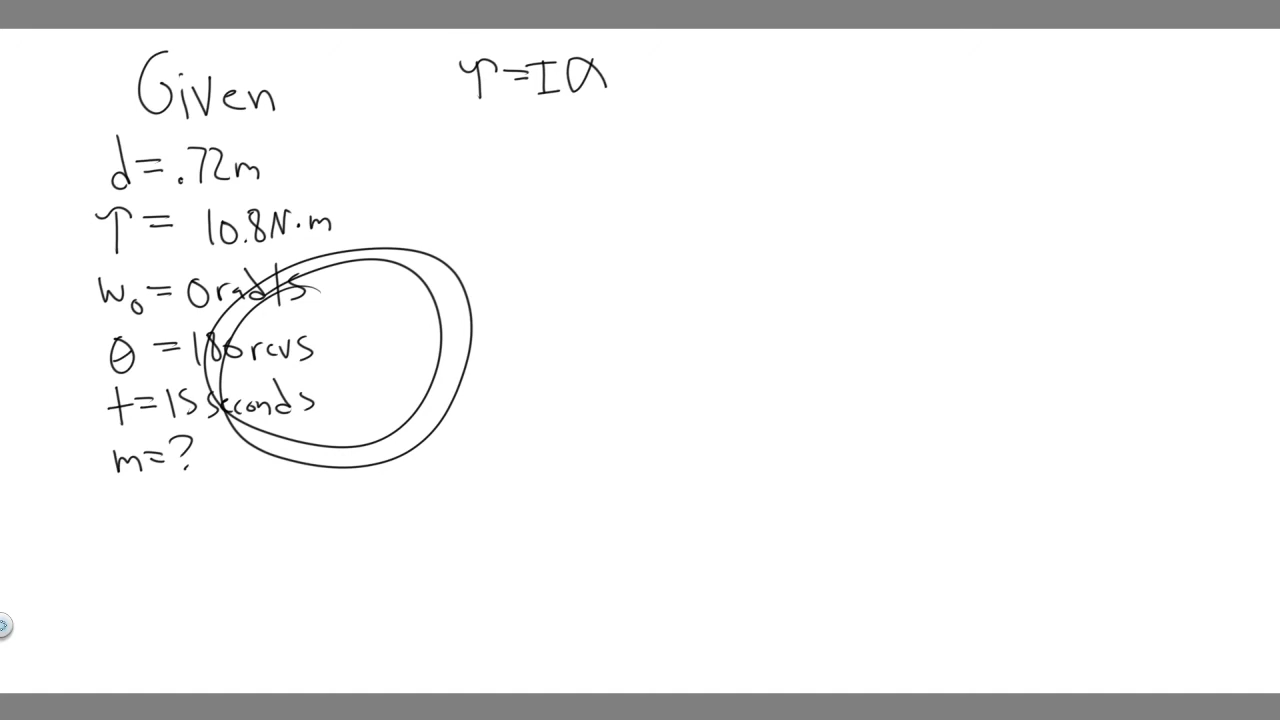 Given
τ=Iα
d=.72m
τ= 10.8N·m
w₀=0rad/s
θ=180revs
t=15seconds
m=?